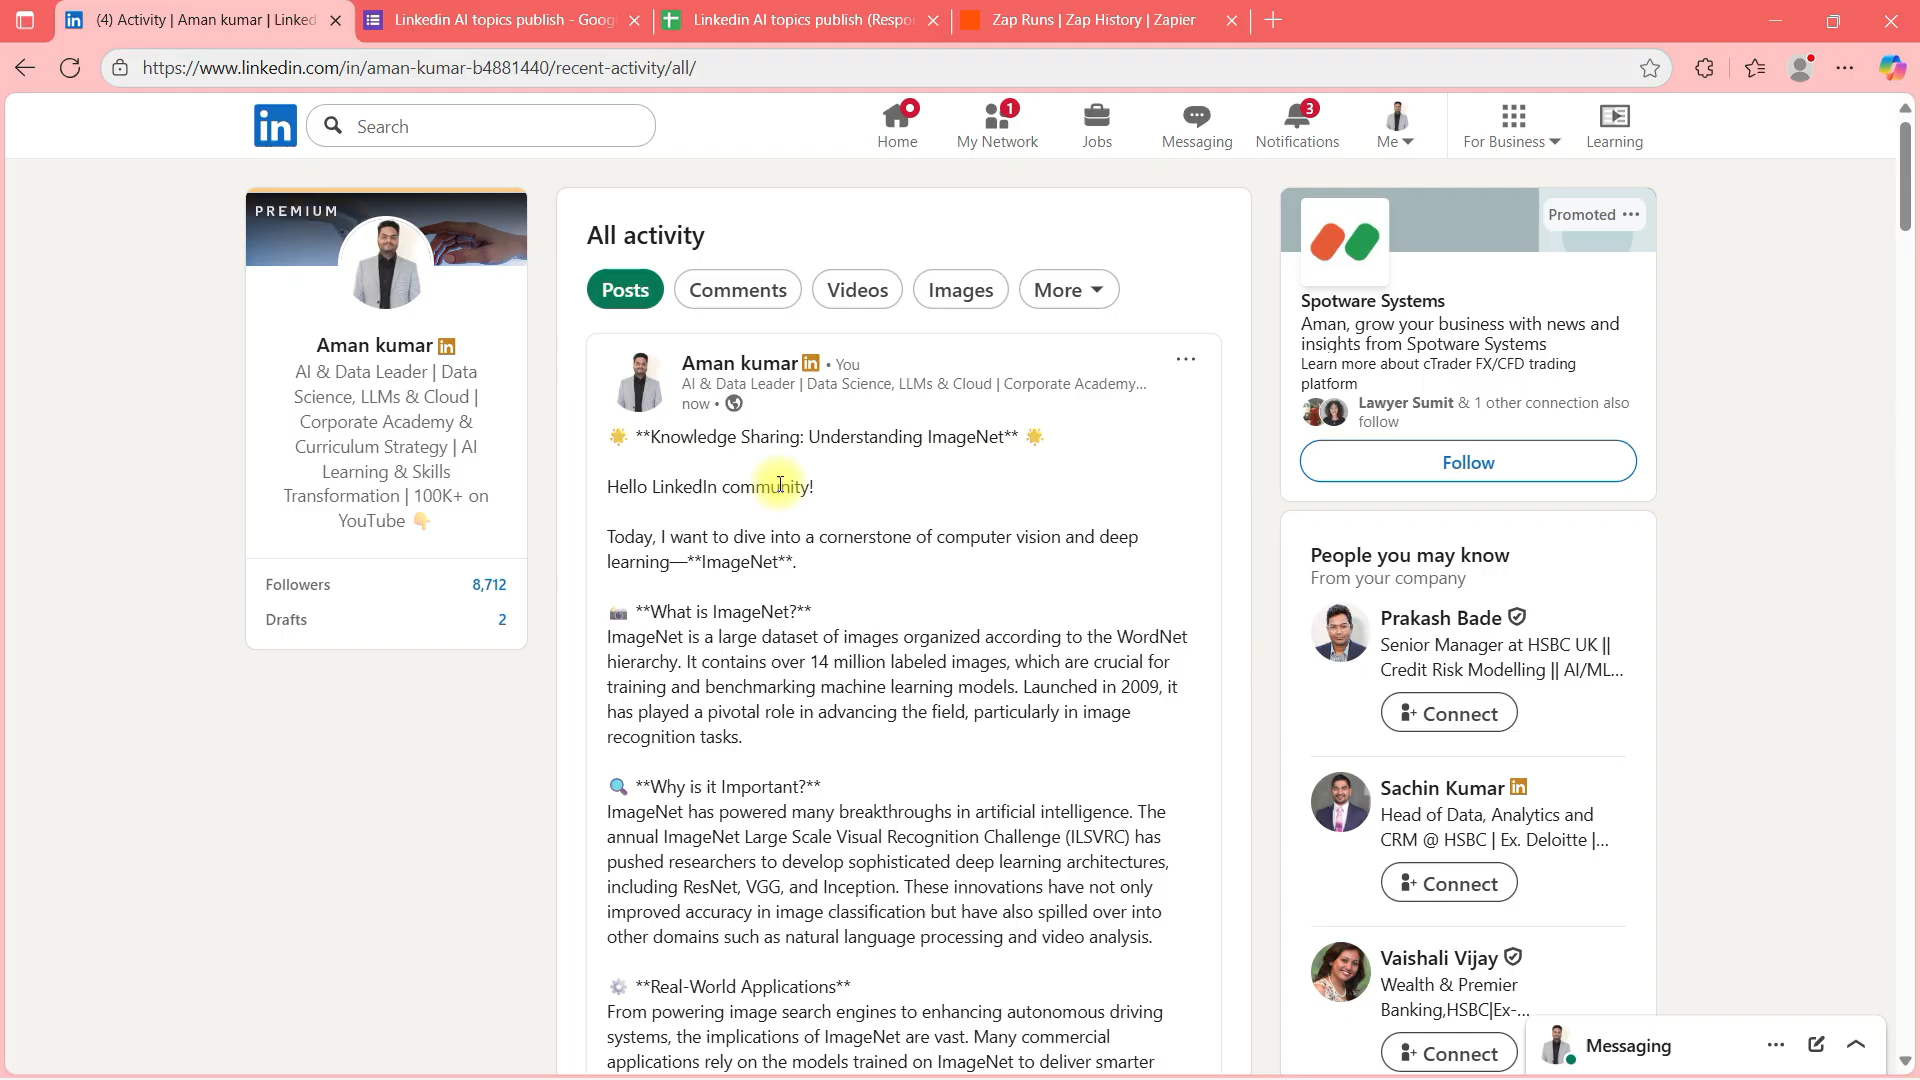 (4) Activity | Aman kumar | Linked
Linkedin AI topics publish - Goog
Linkedin AI topics publish (Respo
Zap Runs | Zap History | Zapier
https://www.linkedin.com/in/aman-kumar-b4881440/recent-activity/all/
in
Search
Home
1
My Network
Jobs
Messaging
3
Notifications
Me
For Business
Learning
PREMIUM
Aman kumar in
AI & Data Leader | Data
Science, LLMs & Cloud |
Corporate Academy &
Curriculum Strategy | AI
Learning & Skills
Transformation | 100K+ on
YouTube 👇
Followers 8,712
Drafts 2
All activity
Posts
Comments
Videos
Images
More
Aman kumar in • You
AI & Data Leader | Data Science, LLMs & Cloud | Corporate Academy...
now •
🌟 **Knowledge Sharing: Understanding ImageNet** 🌟
Hello LinkedIn community!
Today, I want to dive into a cornerstone of computer vision and deep
learning—**ImageNet**.
📸 **What is ImageNet?**
ImageNet is a large dataset of images organized according to the WordNet
hierarchy. It contains over 14 million labeled images, which are crucial for
training and benchmarking machine learning models. Launched in 2009, it
has played a pivotal role in advancing the field, particularly in image
recognition tasks.
🔍 **Why is it Important?**
ImageNet has powered many breakthroughs in artificial intelligence. The
annual ImageNet Large Scale Visual Recognition Challenge (ILSVRC) has
pushed researchers to develop sophisticated deep learning architectures,
including ResNet, VGG, and Inception. These innovations have not only
improved accuracy in image classification but have also spilled over into
other domains such as natural language processing and video analysis.
⚙️ **Real-World Applications**
From powering image search engines to enhancing autonomous driving
systems, the implications of ImageNet are vast. Many commercial
applications rely on the models trained on ImageNet to deliver smarter
Promoted
Spotware Systems
Aman, grow your business with news and
insights from Spotware Systems
Learn more about cTrader FX/CFD trading
platform
Lawyer Sumit & 1 other connection also
follow
Follow
People you may know
From your company
Prakash Bade
Senior Manager at HSBC UK ||
Credit Risk Modelling || AI/ML...
Connect
Sachin Kumar in
Head of Data, Analytics and
CRM @ HSBC | Ex. Deloitte |...
Connect
Vaishali Vijay
Wealth & Premier
Banking,HSBC|Ex-...
Connect
Messaging